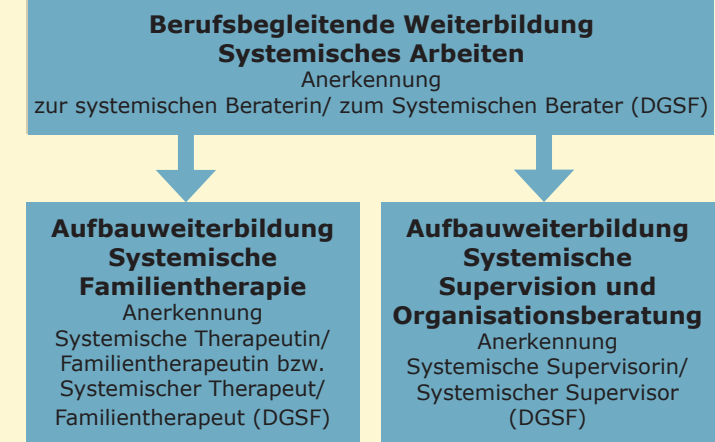 Berufsbegleitende Weiterbildung
Systemisches Arbeiten
Anerkennung
zur systemischen Beraterin/ zum Systemischen Berater (DGSF)
Aufbauweiterbildung
Systemische
Familientherapie
Anerkennung
Systemische Therapeutin/
Familientherapeutin bzw.
Systemischer Therapeut/
Familientherapeut (DGSF)
Aufbauweiterbildung
Systemische
Supervision und
Organisationsberatung
Anerkennung
Systemische Supervisorin/
Systemischer Supervisor
(DGSF)